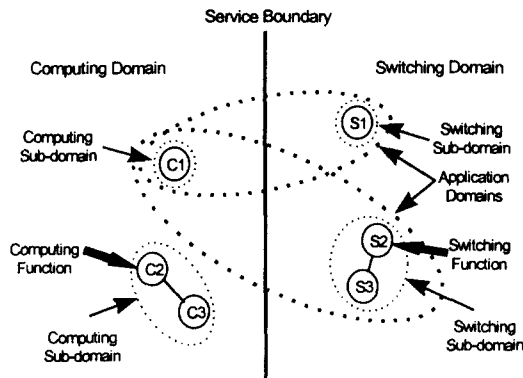 Service Boundary
Computing Domain
Switching Domain
Computing
Sub-domain
C1
S1
Switching
Sub-domain
Application
Domains
Computing
Function
C2
C3
S2
S3
Switching
Function
Computing
Sub-domain
Switching
Sub-domain